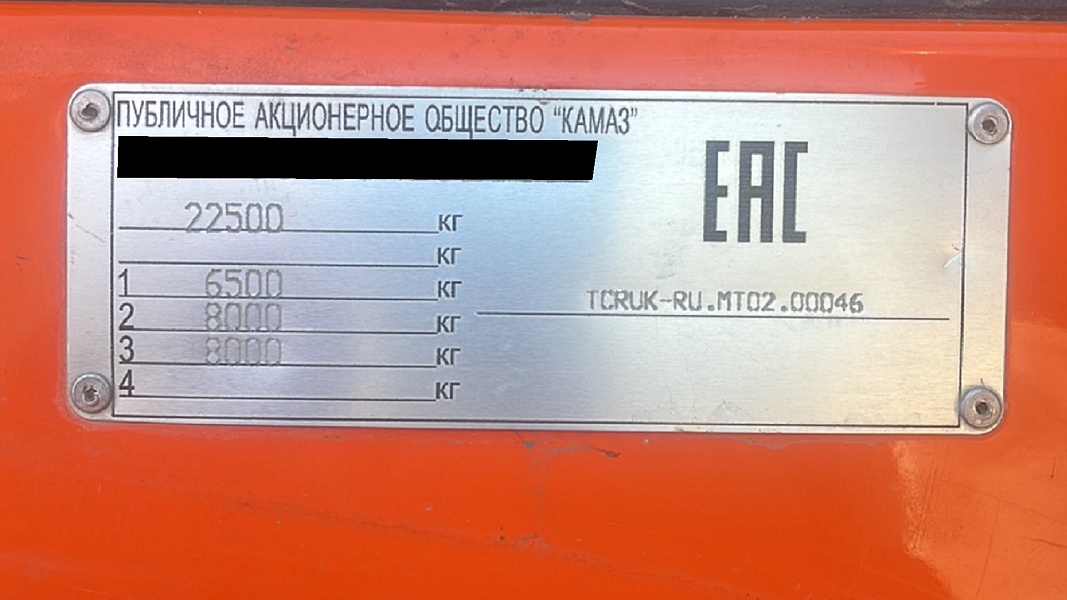 ПУБЛИЧНОЕ АКЦИОНЕРНОЕ ОБЩЕСТВО "КАМАЗ"
EAC
22500 кг
кг
1 6500 кг
TCRUK-RU.MT02.00046
2 8000 кг
3 8000 кг
4 кг